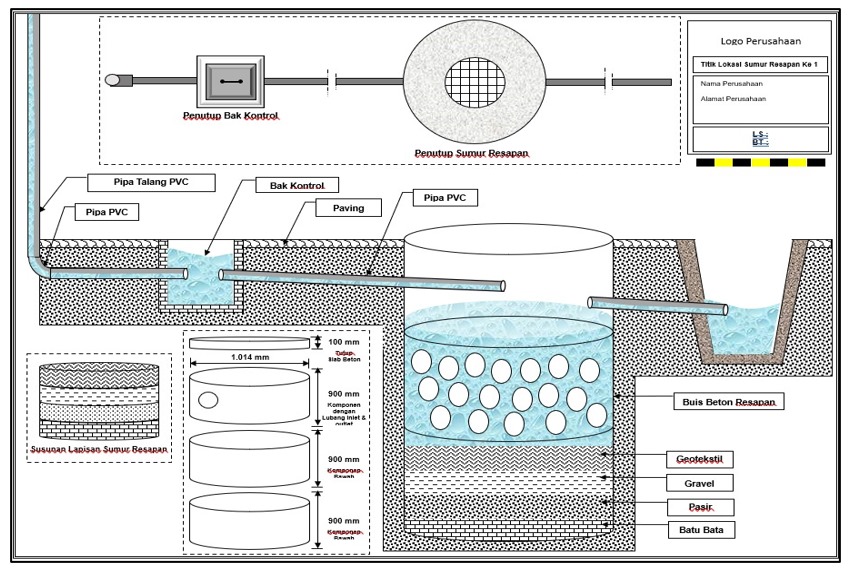 Logo Perusahaan
Titik Lokasi Sumur Resapan Ke 1
Nama Perusahaan
Alamat Perusahaan
Penutup Bak Kontrol
Penutup Sumur Resapan
Pipa Talang PVC
Bak Kontrol
Pipa PVC
Paving
Pipa PVC
100 mm
Tutup
Slab Beton
1.014 mm
900 mm
Komponen
dengan
Lubang Inlet &
outlet
900 mm
Komponen
Bawah
900 mm
Komponen
Bawah
Susunan Lapisan Sumur Resapan
Buis Beton Resapan
Geotekstil
Gravel
Pasir
Batu Bata